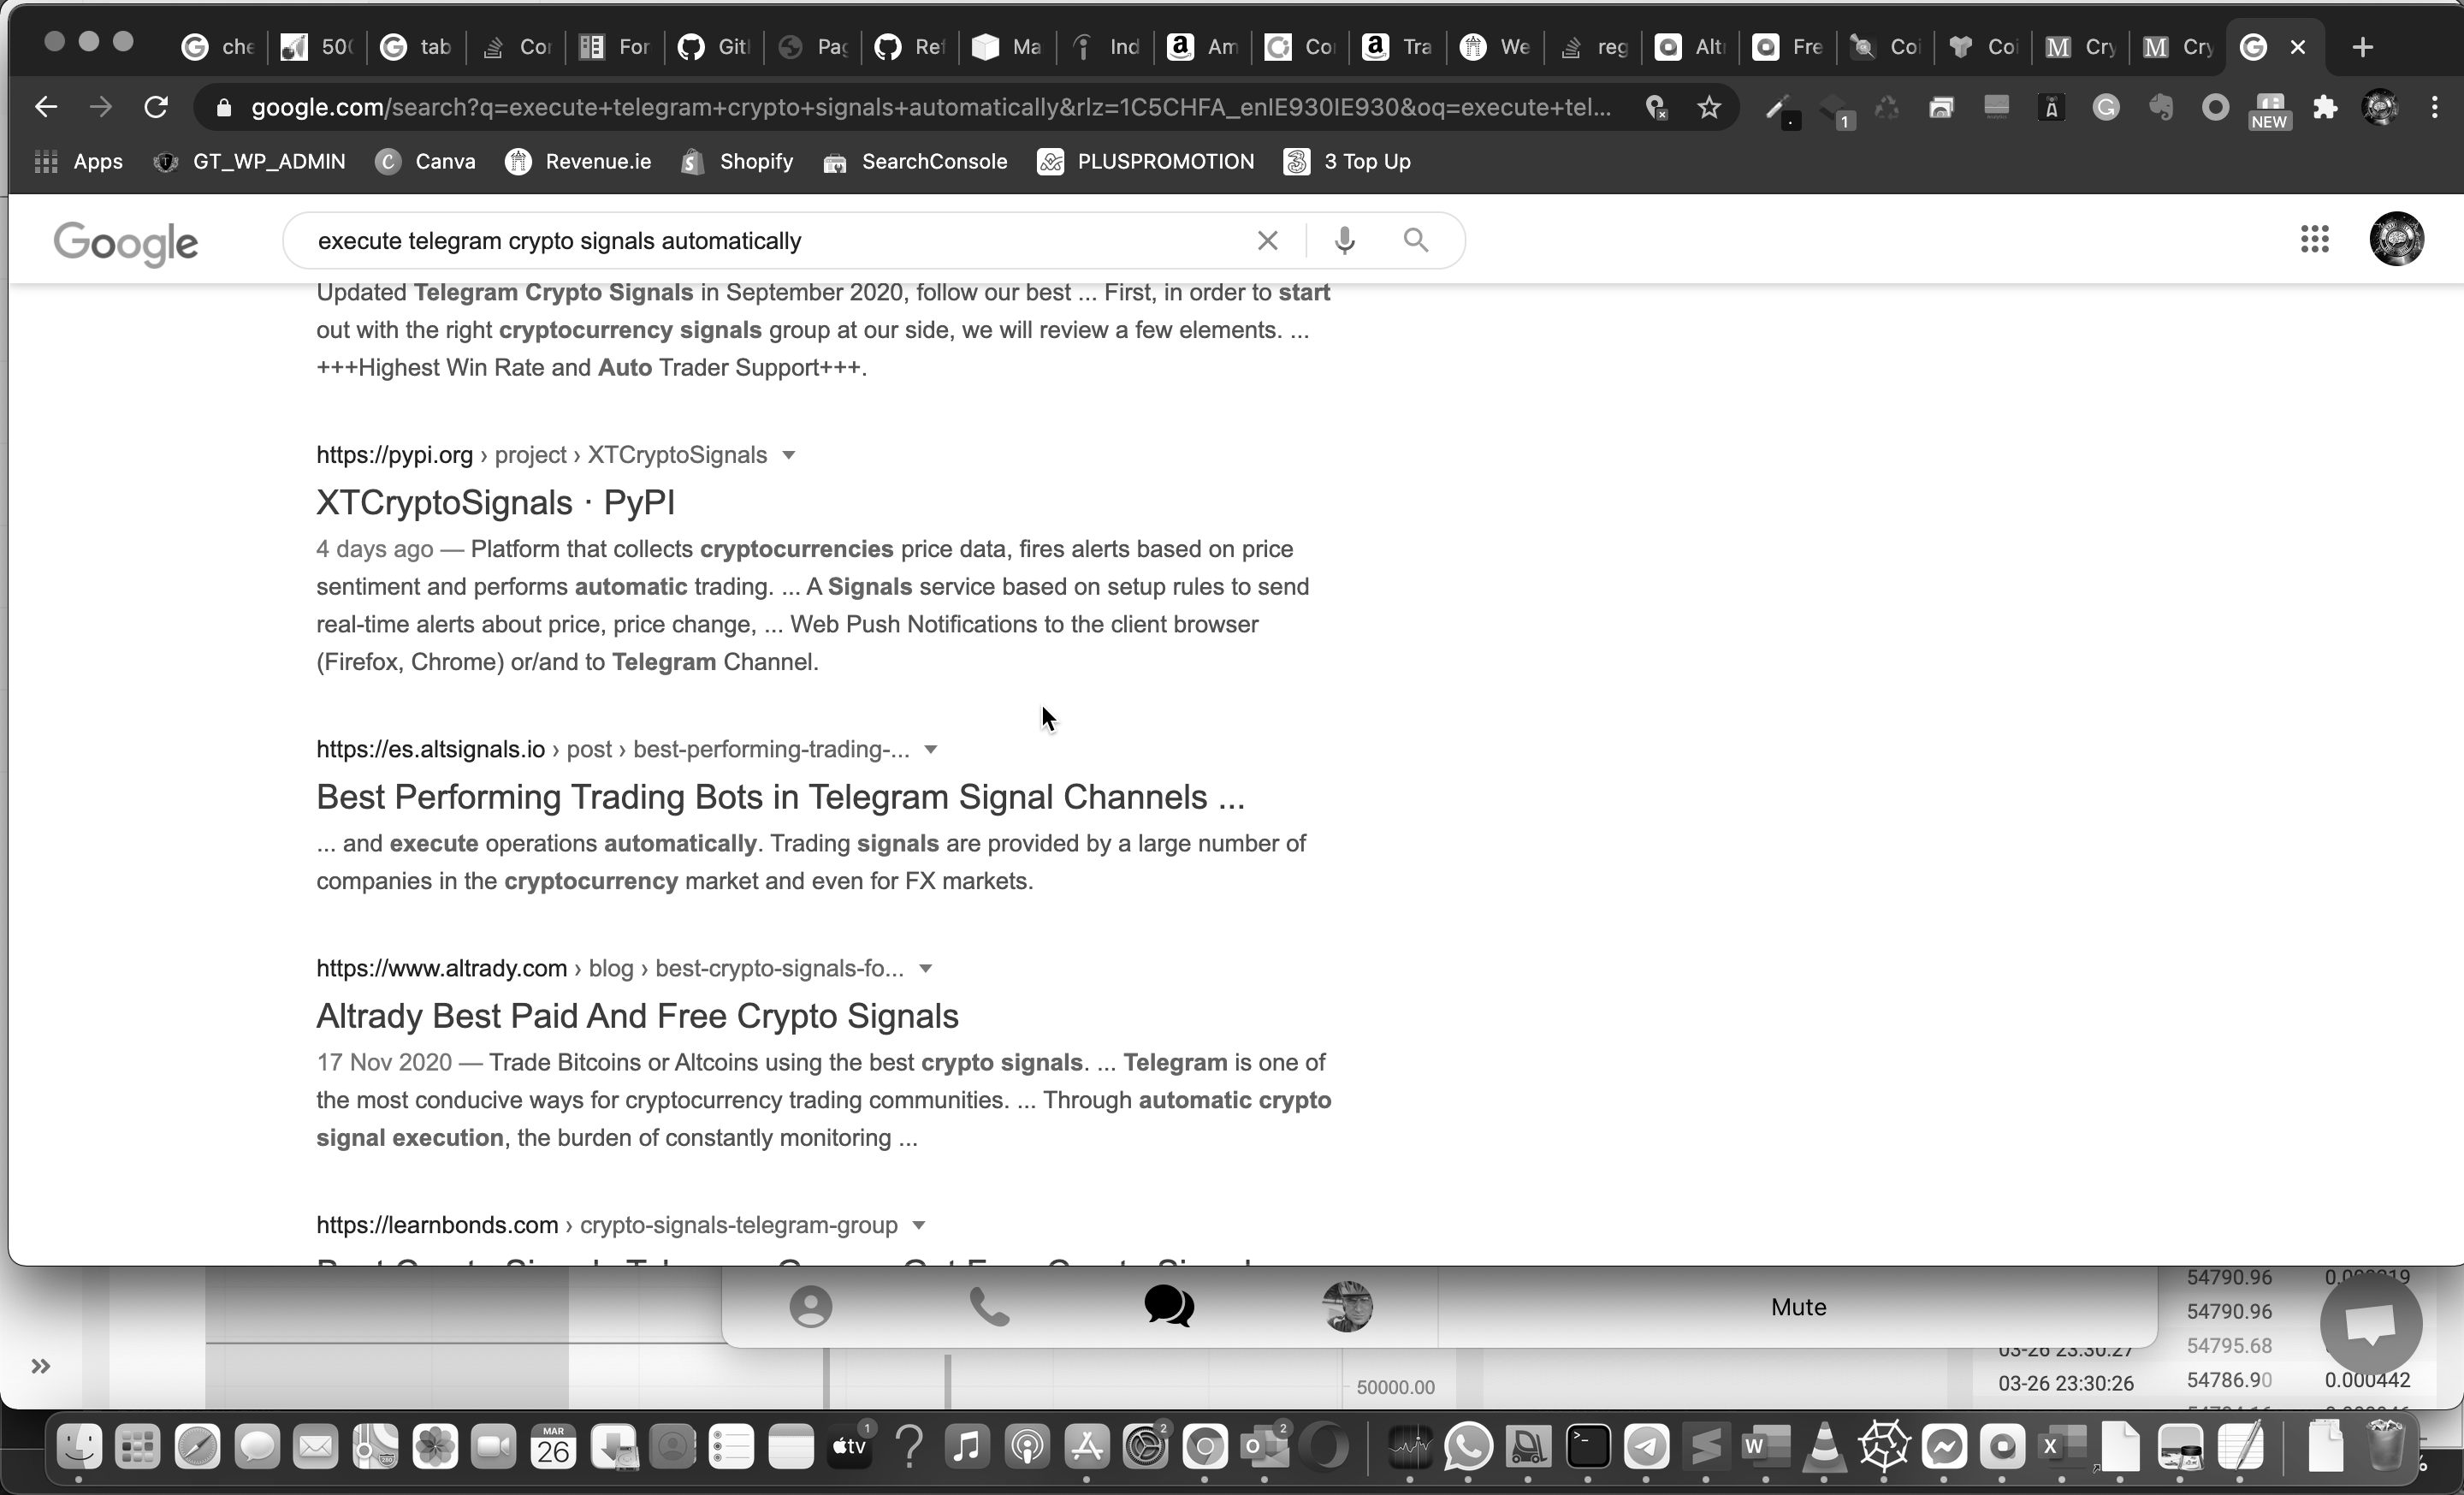 che
50(
tab
Cor
For
Gitl
Pag
Ref
Ma
Ind
Am
Co
Tra
We
reg
Alt
Fre
Coi
Coi
Cry
Cry
google.com/search?q=execute+telegram+crypto+signals+automatically&rlz=1C5CHFA_enIE930IE930&oq=execute+tel...
1
NEW
Apps
GT_WP_ADMIN
Canva
Revenue.ie
Shopify
SearchConsole
PLUSPROMOTION
3 Top Up
Google
execute telegram crypto signals automatically
Updated Telegram Crypto Signals in September 2020, follow our best ... First, in order to start
out with the right cryptocurrency signals group at our side, we will review a few elements. ...
+++Highest Win Rate and Auto Trader Support+++.
https://pypi.org › project › XTCryptoSignals
XTCryptoSignals · PyPI
4 days ago — Platform that collects cryptocurrencies price data, fires alerts based on price
sentiment and performs automatic trading. ... A Signals service based on setup rules to send
real-time alerts about price, price change, ... Web Push Notifications to the client browser
(Firefox, Chrome) or/and to Telegram Channel.
https://es.altsignals.io › post › best-performing-trading-...
Best Performing Trading Bots in Telegram Signal Channels ...
... and execute operations automatically. Trading signals are provided by a large number of
companies in the cryptocurrency market and even for FX markets.
https://www.altrady.com › blog › best-crypto-signals-fo...
Altrady Best Paid And Free Crypto Signals
17 Nov 2020 — Trade Bitcoins or Altcoins using the best crypto signals. ... Telegram is one of
the most conducive ways for cryptocurrency trading communities. ... Through automatic crypto
signal execution, the burden of constantly monitoring ...
https://learnbonds.com › crypto-signals-telegram-group
Mute
54790.96
54790.96
54795.68
03-26 23:30:27
03-26 23:30:26 54786.90 0.000442
50000.00
MAR
26
tv
1
2
2